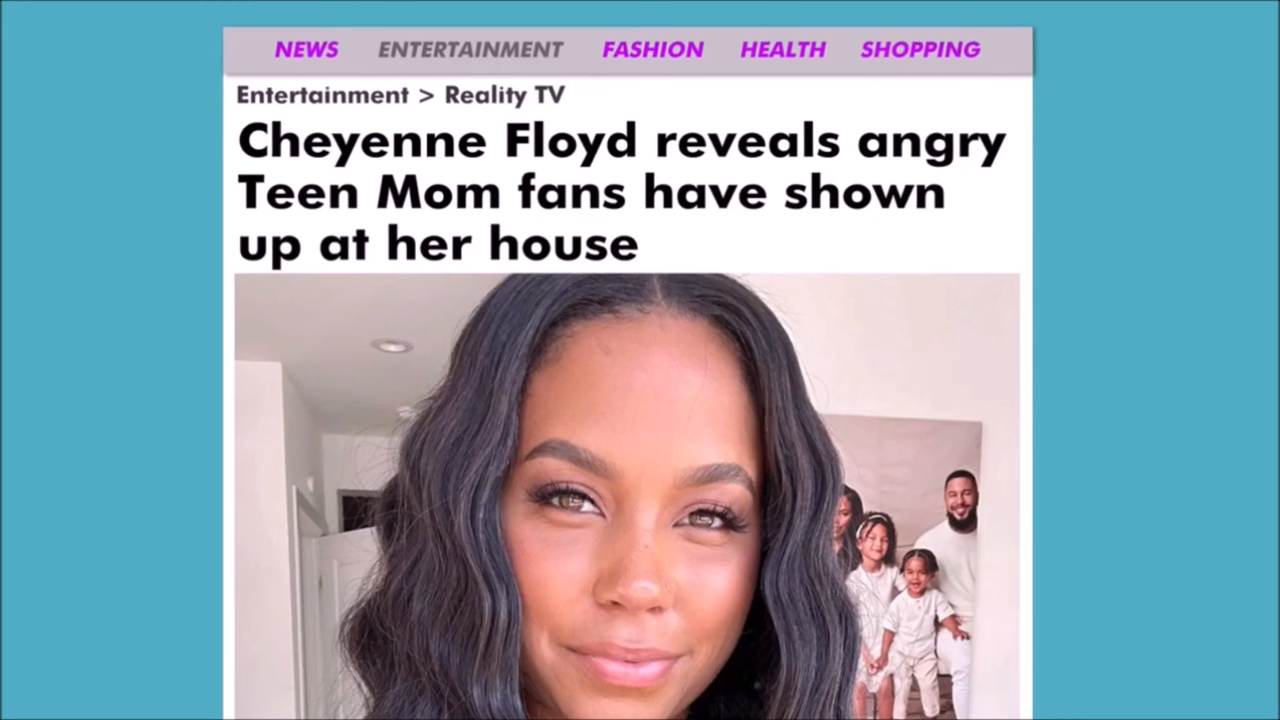 NEWS ENTERTAINMENT FASHION HEALTH SHOPPING
Entertainment > Reality TV
Cheyenne Floyd reveals angry
Teen Mom fans have shown
up at her house